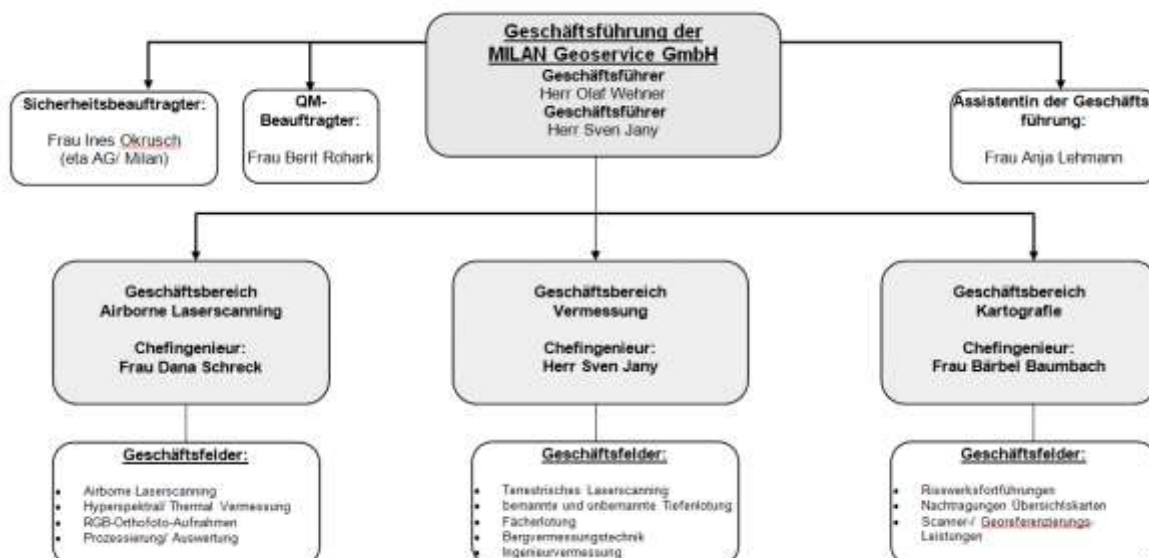 Geschäftsführung der
MILAN Geoservice GmbH
Geschäftsführer
Herr Olaf Wehner
Geschäftsführer
Herr Sven Jany
Sicherheitsbeauftragter:
Frau Ines Okrusch
(eta AG/ Milan)
QM-
Beauftragter:
Frau Berit Rohark
Assistentin der Geschäfts
führung:
Frau Anja Lehmann
Geschäftsbereich
Airborne Laserscanning
Chefingenieur:
Frau Dana Schreck
Geschäftsbereich
Vermessung
Chefingenieur:
Herr Sven Jany
Geschäftsbereich
Kartografie
Chefingenieur:
Frau Bärbel Baumbach
Geschäftsfelder:
• Airborne Laserscanning
• Hyperspektral/ Thermal Vermessung
• RGB-Orthofoto-Aufnahmen
• Prozessierung/ Auswertung
Geschäftsfelder:
• Terrestrisches Laserscanning
• bemannte und unbemannte Tiefenlotung
• Fächerlotung
• Bergvermessungstechnik
• Ingenieurvermessung
Geschäftsfelder:
• Risswerksfortführungen
• Nachtragungen Übersichtskarten
• Scanner-/ Georeferenzierungs-
Leistungen